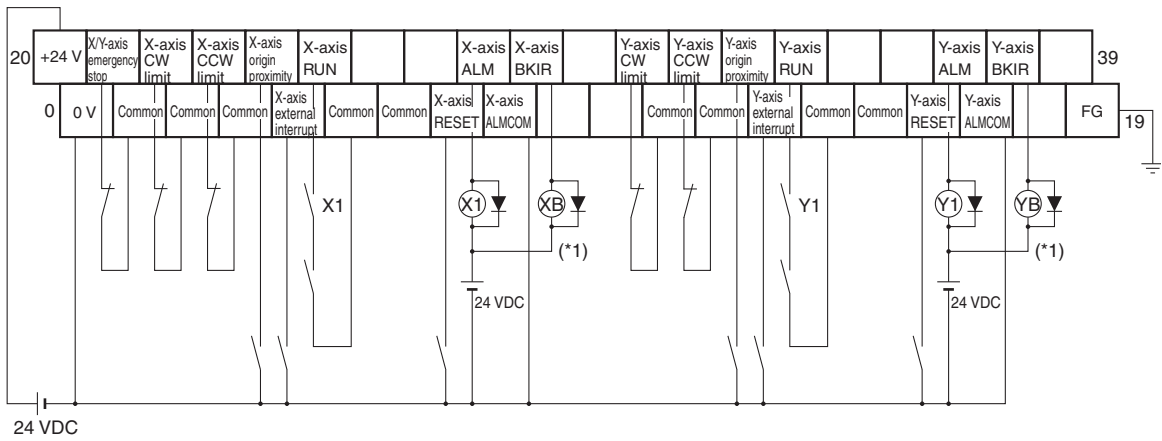 20
+24 V
X/Y-axis
emergency
stop
X-axis
CW
limit
X-axis
CCW
limit
X-axis
origin
proximity
X-axis
RUN
X-axis
ALM
X-axis
BKIR
Y-axis
CW
limit
Y-axis
CCW
limit
Y-axis
origin
proximity
Y-axis
RUN
Y-axis
ALM
Y-axis
BKIR
39
0
0 V
Common
Common
Common
X-axis
external
interrupt
Common
Common
X-axis
RESET
X-axis
ALMCOM
Common
Common
Y-axis
external
interrupt
Common
Common
Y-axis
RESET
Y-axis
ALMCOM
FG
19
X1
X1
XB
(*1)
24 VDC
Y1
Y1
YB
(*1)
24 VDC
24 VDC